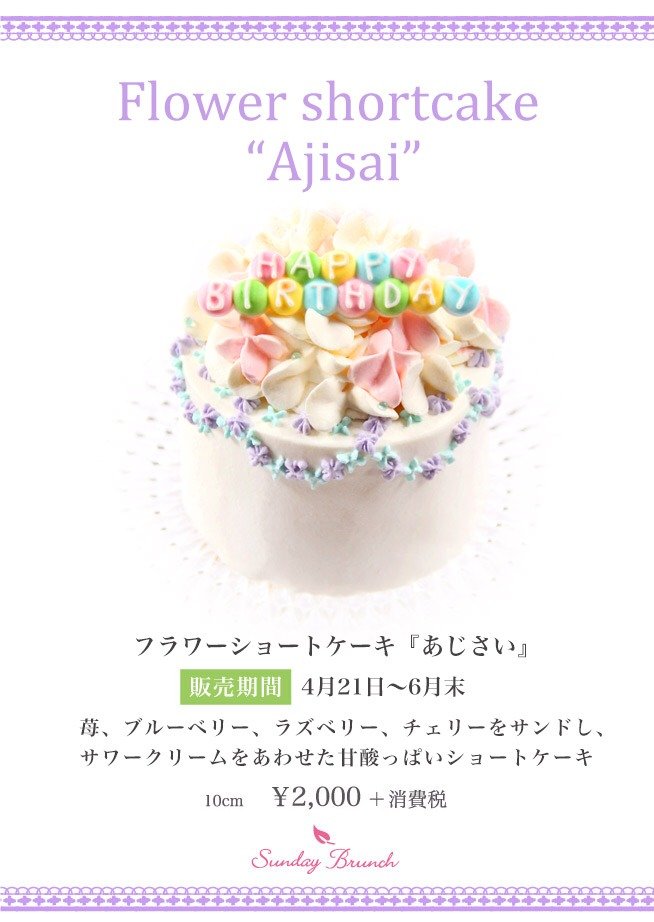 Flower shortcake
“Ajisai”
HAPPY
BIRTHDAY
フラワーショートケーキ『あじさい』
販売期間 4月21日～6月末
苺、ブルーベリー、ラズベリー、チェリーをサンドし、
サワークリームをあわせた甘酸っぱいショートケーキ
10cm ¥2,000 +消費税
Sunday Brunch